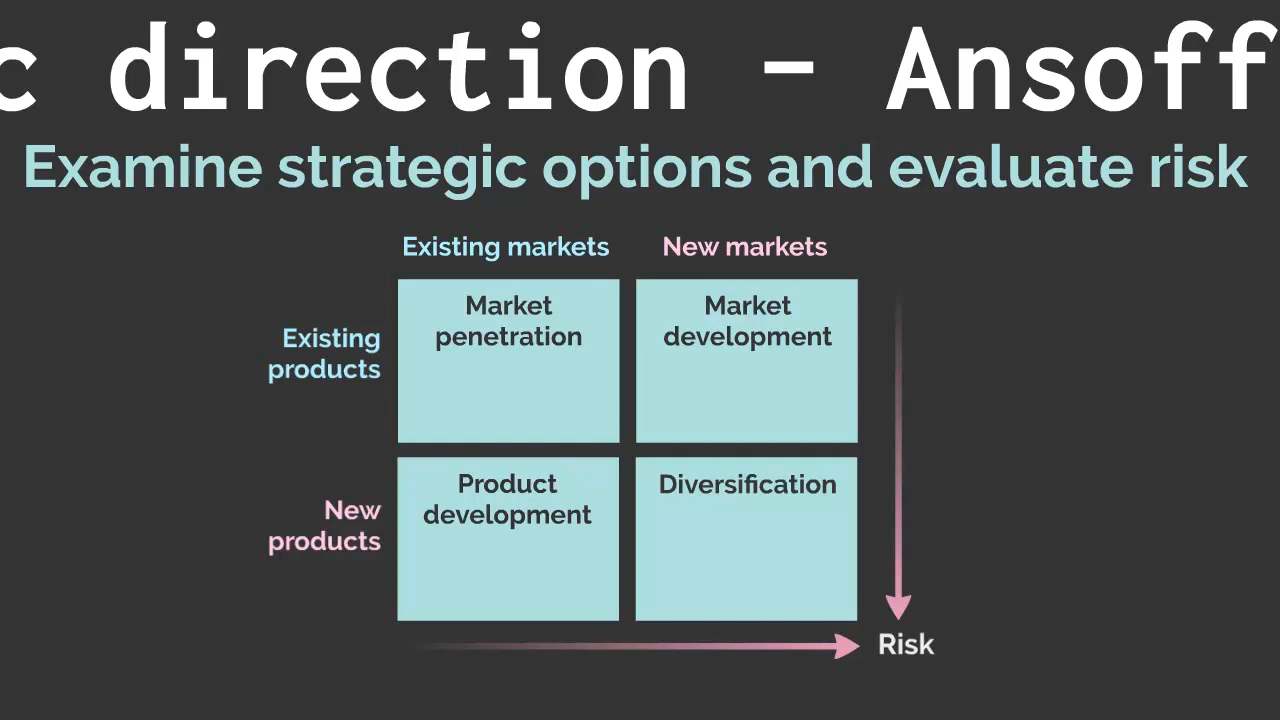 c direction - Ansoff
Examine strategic options and evaluate risk
Existing markets
New markets
Existing
products
Market
penetration
Market
development
New
products
Product
development
Diversification
Risk